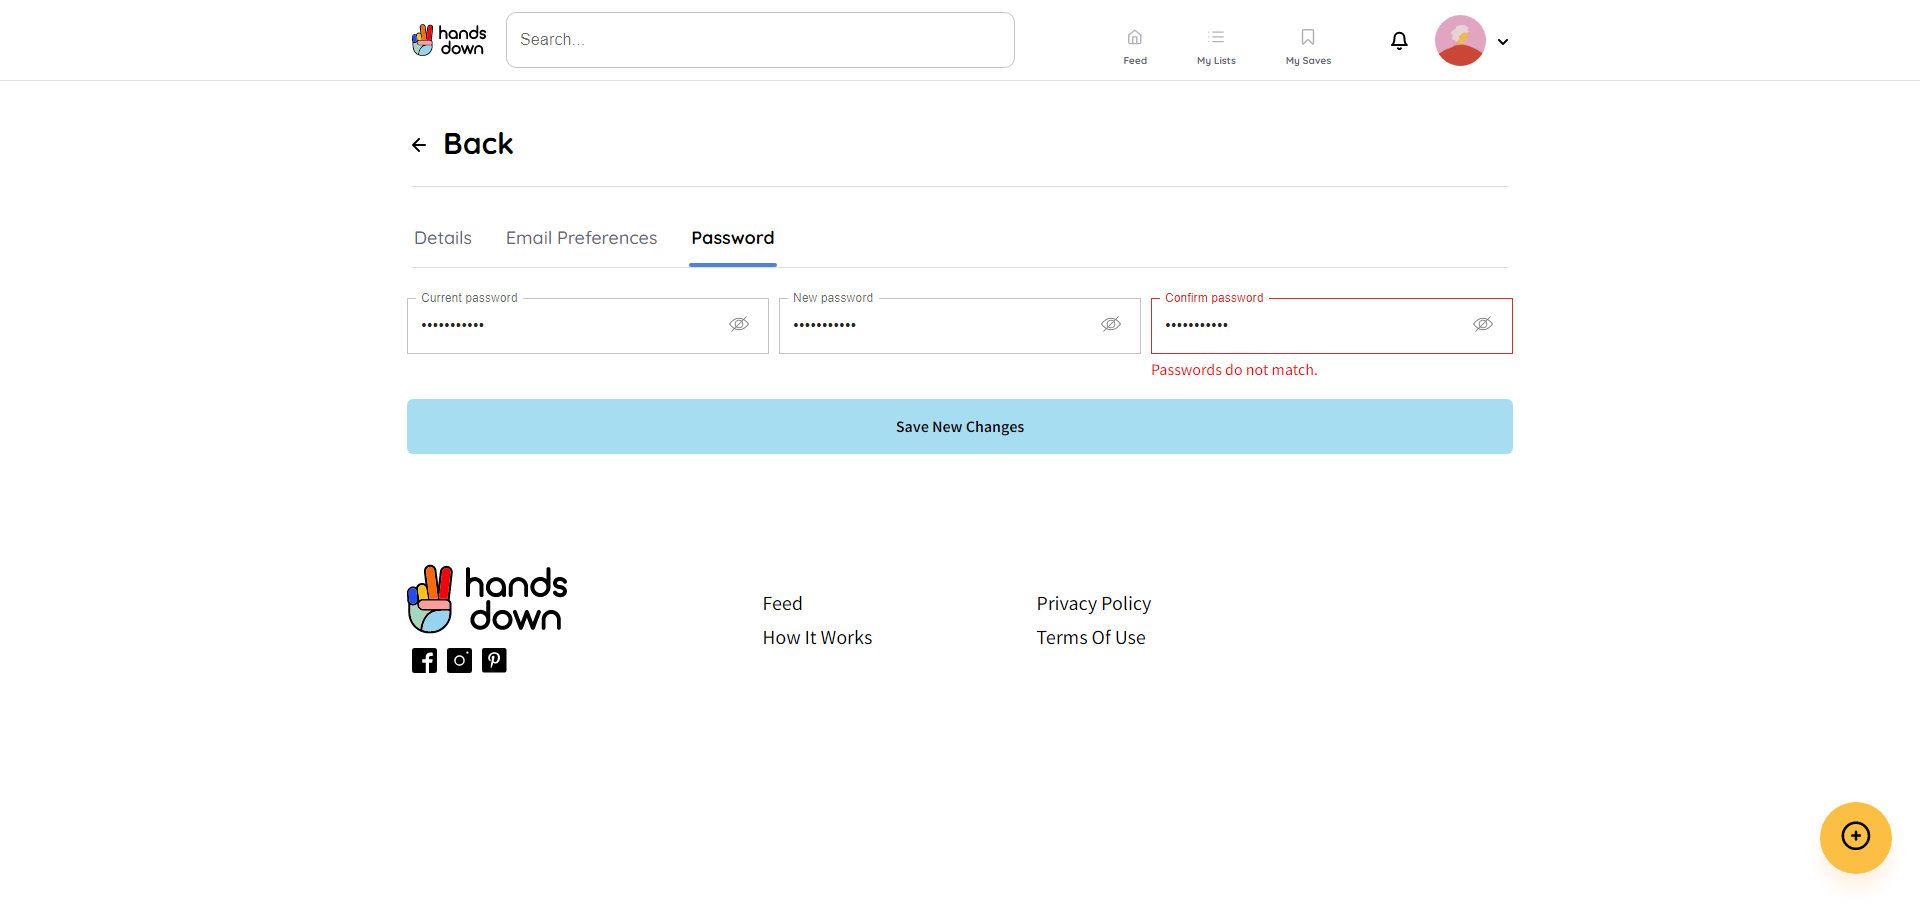 hands
down
Search...
Feed
My Lists
My Saves
Back
Details
Email Preferences
Password
Current password
•••••••••••
New password
•••••••••••
Confirm password
•••••••••••
Passwords do not match.
Save New Changes
hands
down
Feed
Privacy Policy
How It Works
Terms Of Use